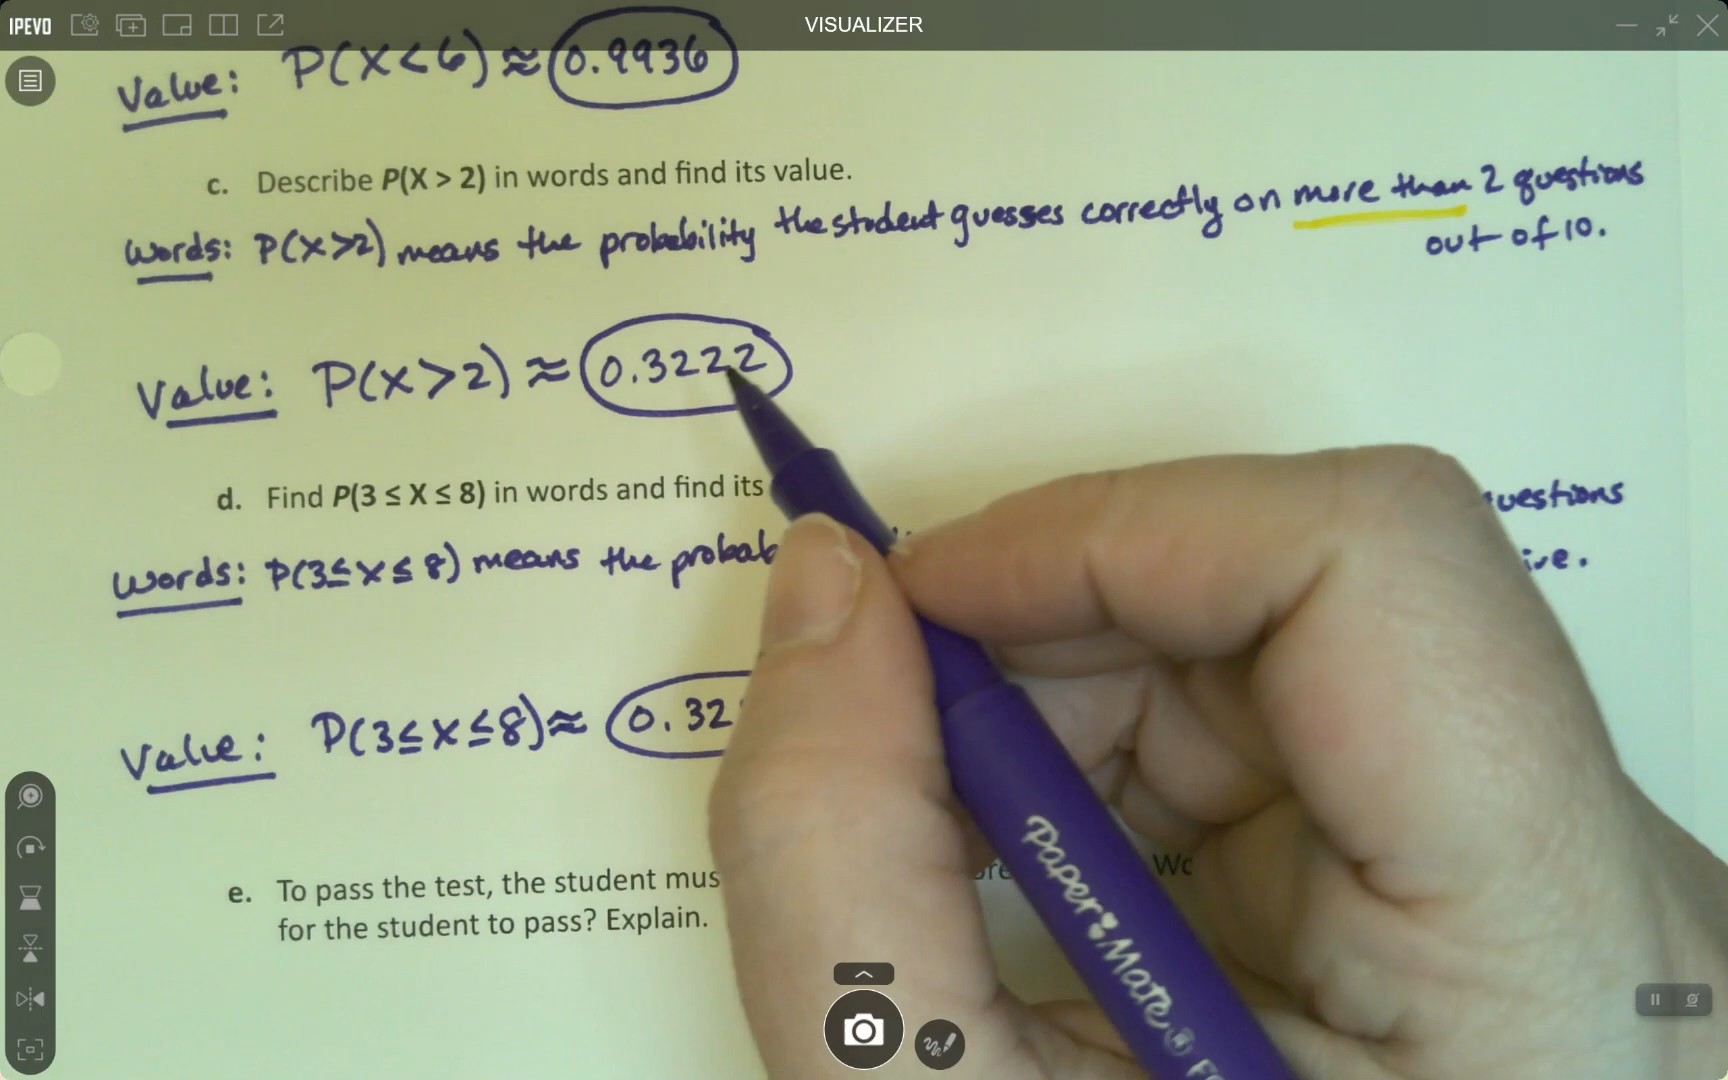 IPEVO
VISUALIZER
Value: P(X<6) ≈ 0.9936
c. Describe P(X > 2) in words and find its value.
Words: P(X>2) means the probability the student guesses correctly on more than 2 questions
out of 10.
Value: P(X>2) ≈ 0.3222
d. Find P(3 ≤ X ≤ 8) in words and find its
questions
Words: P(3≤X≤8) means the probab
Value: P(3≤X≤8) ≈ 0.32
e. To pass the test, the student mus
for the student to pass? Explain.
Paper Mate